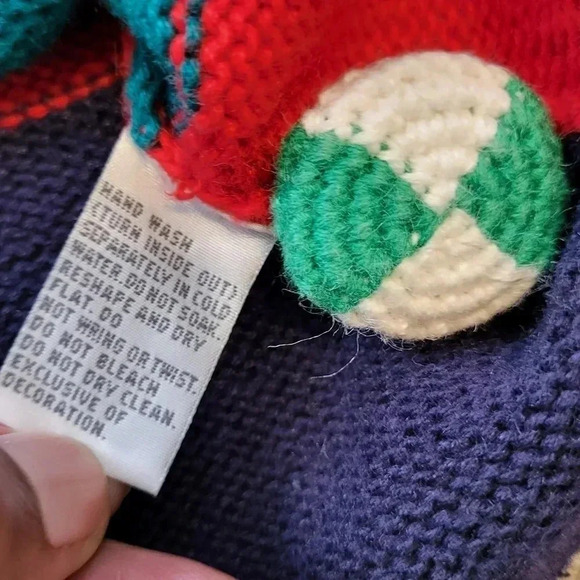 HAND WASH
(TURN INSIDE OUT)
SEPARATELY IN COLD
WATER DO NOT SOAK.
RESHAPE AND DRY
FLAT. DO
NOT WRING OR TWIST.
DO NOT BLEACH
DO NOT DRY CLEAN.
EXCLUSIVE OF
DECORATION.